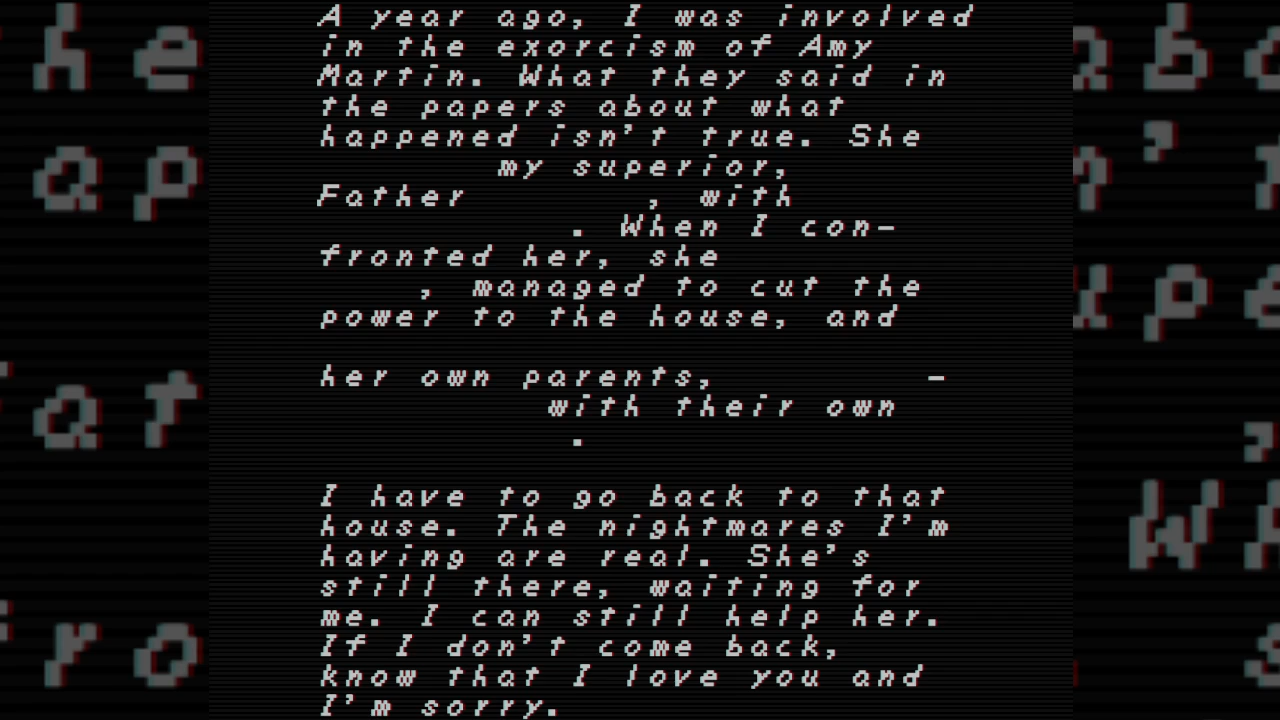 A year ago, I was involved
in the exorcism of Amy
Martin. What they said in
the papers about what
happened isn't true. She
my superior,
Father , with
. When I con-
fronted her, she
, managed to cut the
power to the house, and
her own parents, -
with their own
.
I have to go back to that
house. The nightmares I'm
having are real. She's
still there, waiting for
me. I can still help her.
If I don't come back,
know that I love you and
I'm sorry.